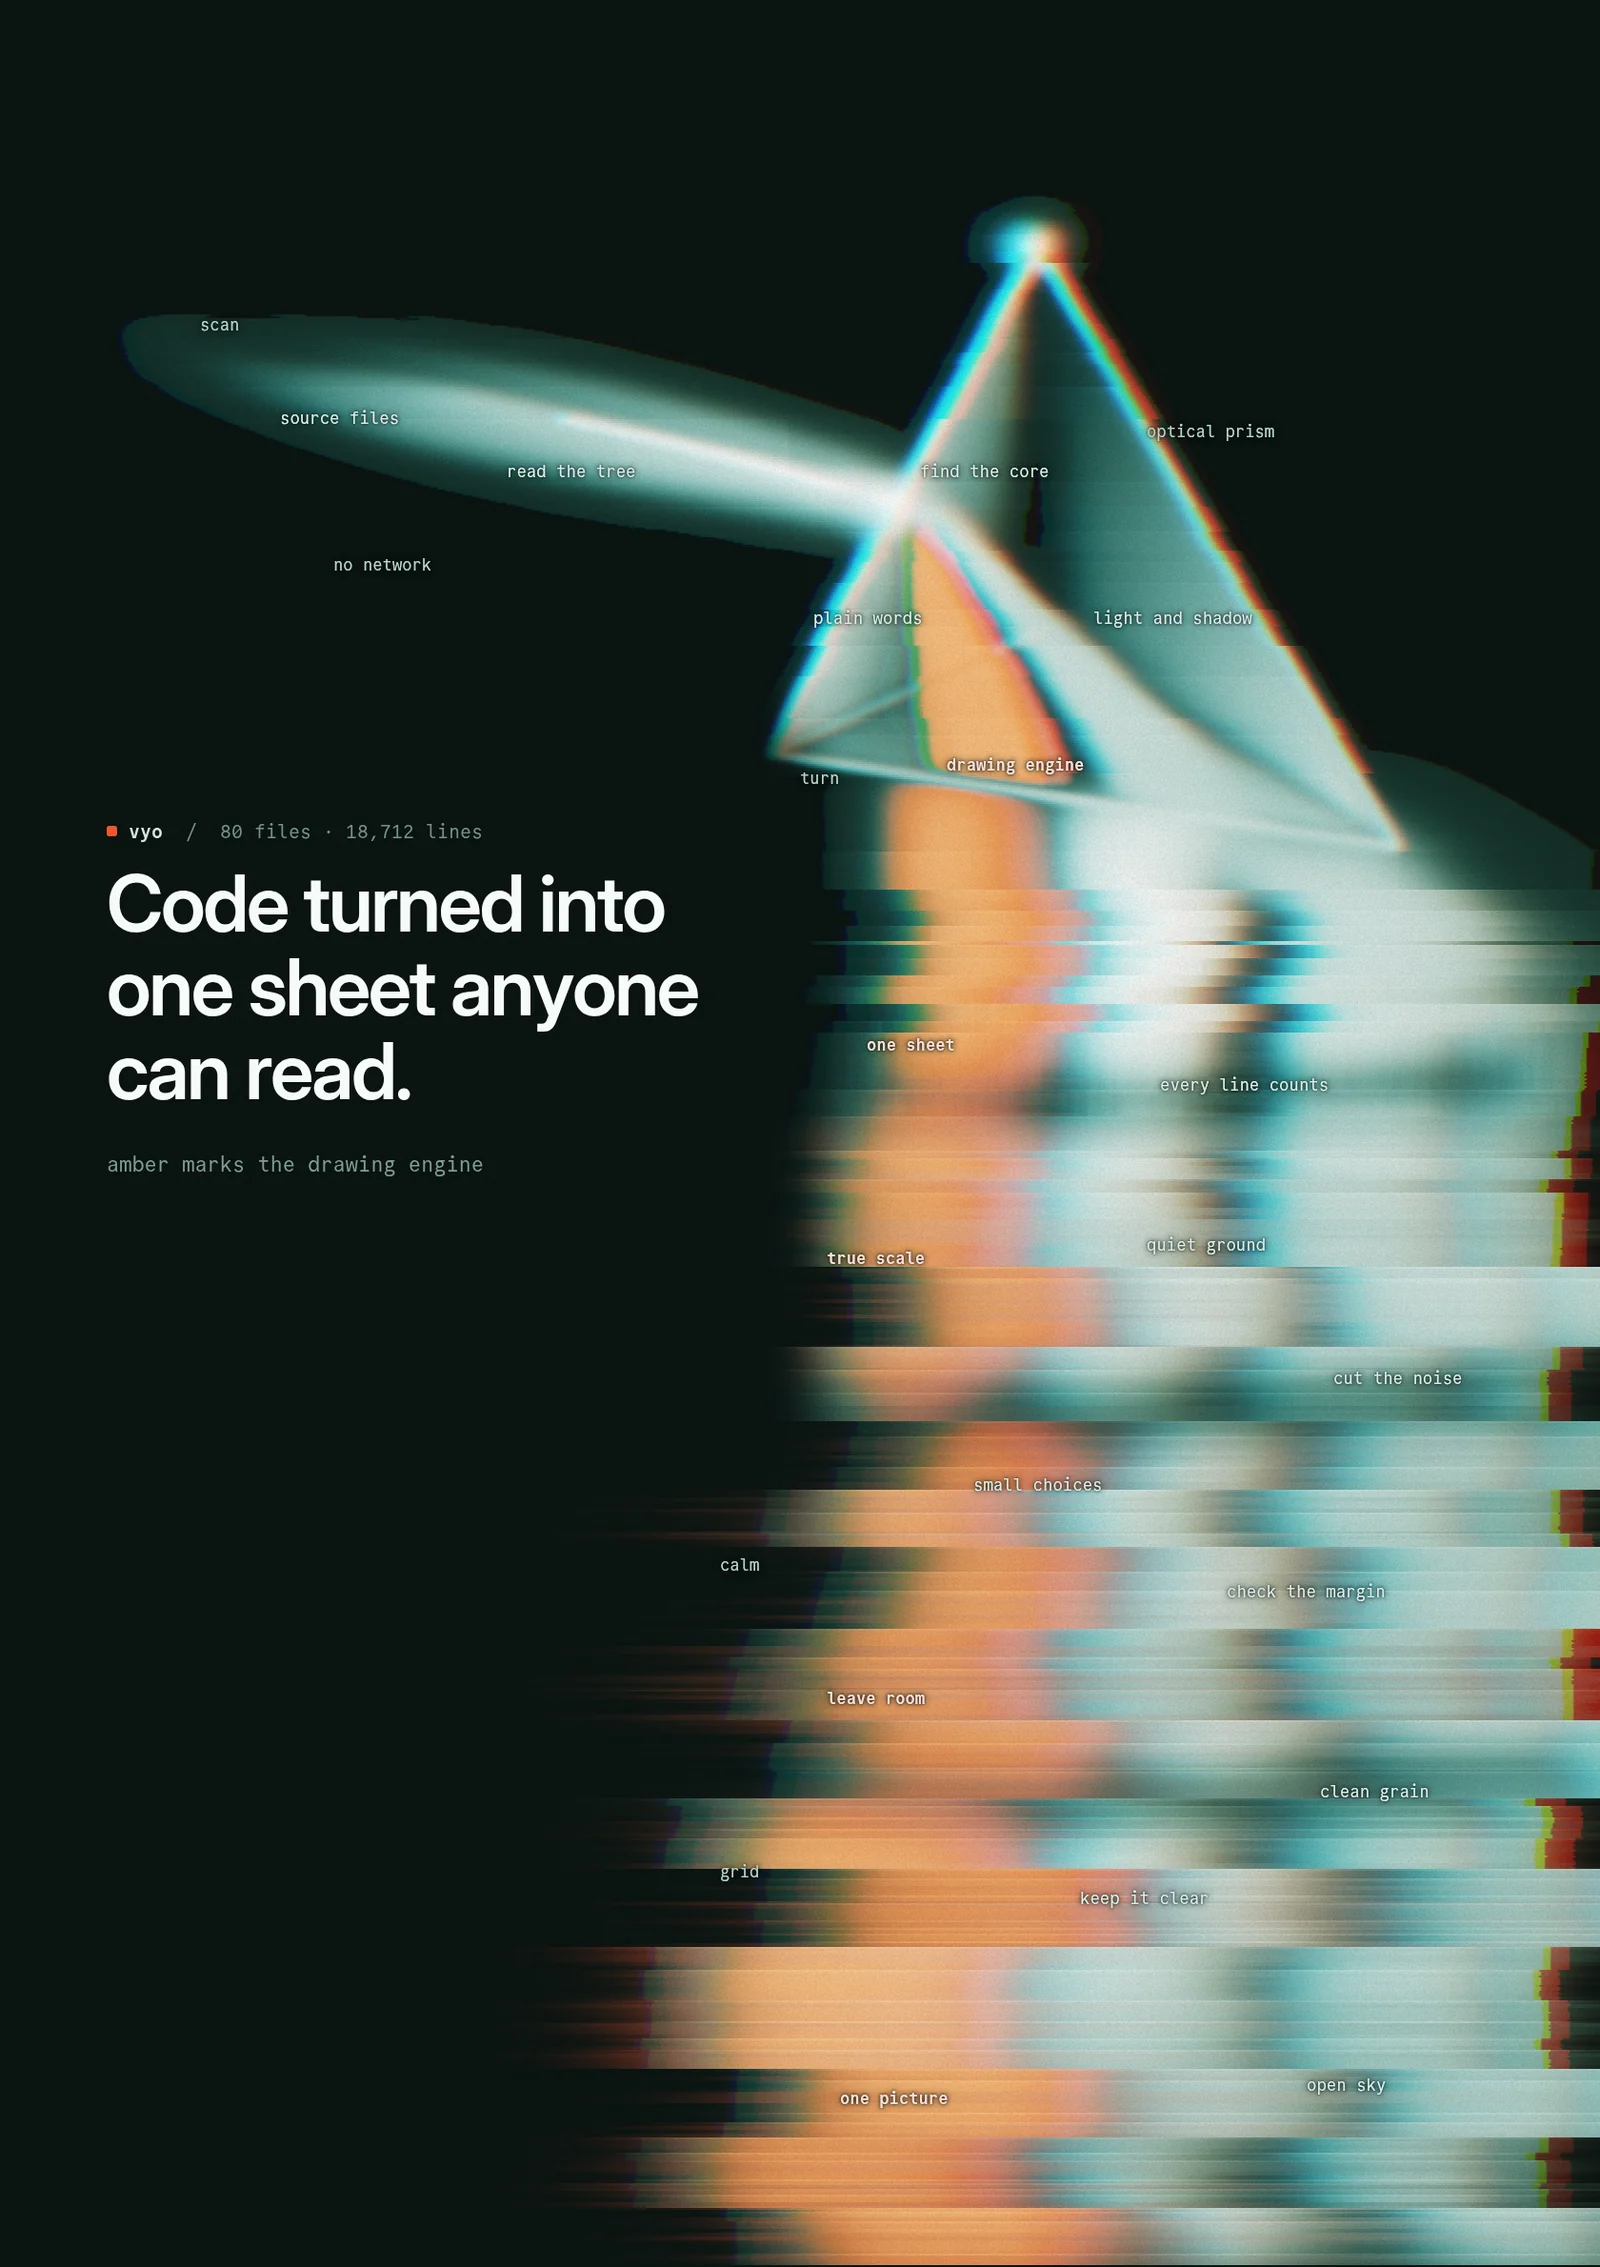 scan
source files
optical prism
read the tree
find the core
no network
plain words
light and shadow
drawing engine
turn
vyo / 80 files · 18,712 lines
Code turned into
one sheet anyone
can read.
amber marks the drawing engine
one sheet
every line counts
quiet ground
true scale
cut the noise
small choices
calm
check the margin
leave room
clean grain
grid
keep it clear
open sky
one picture